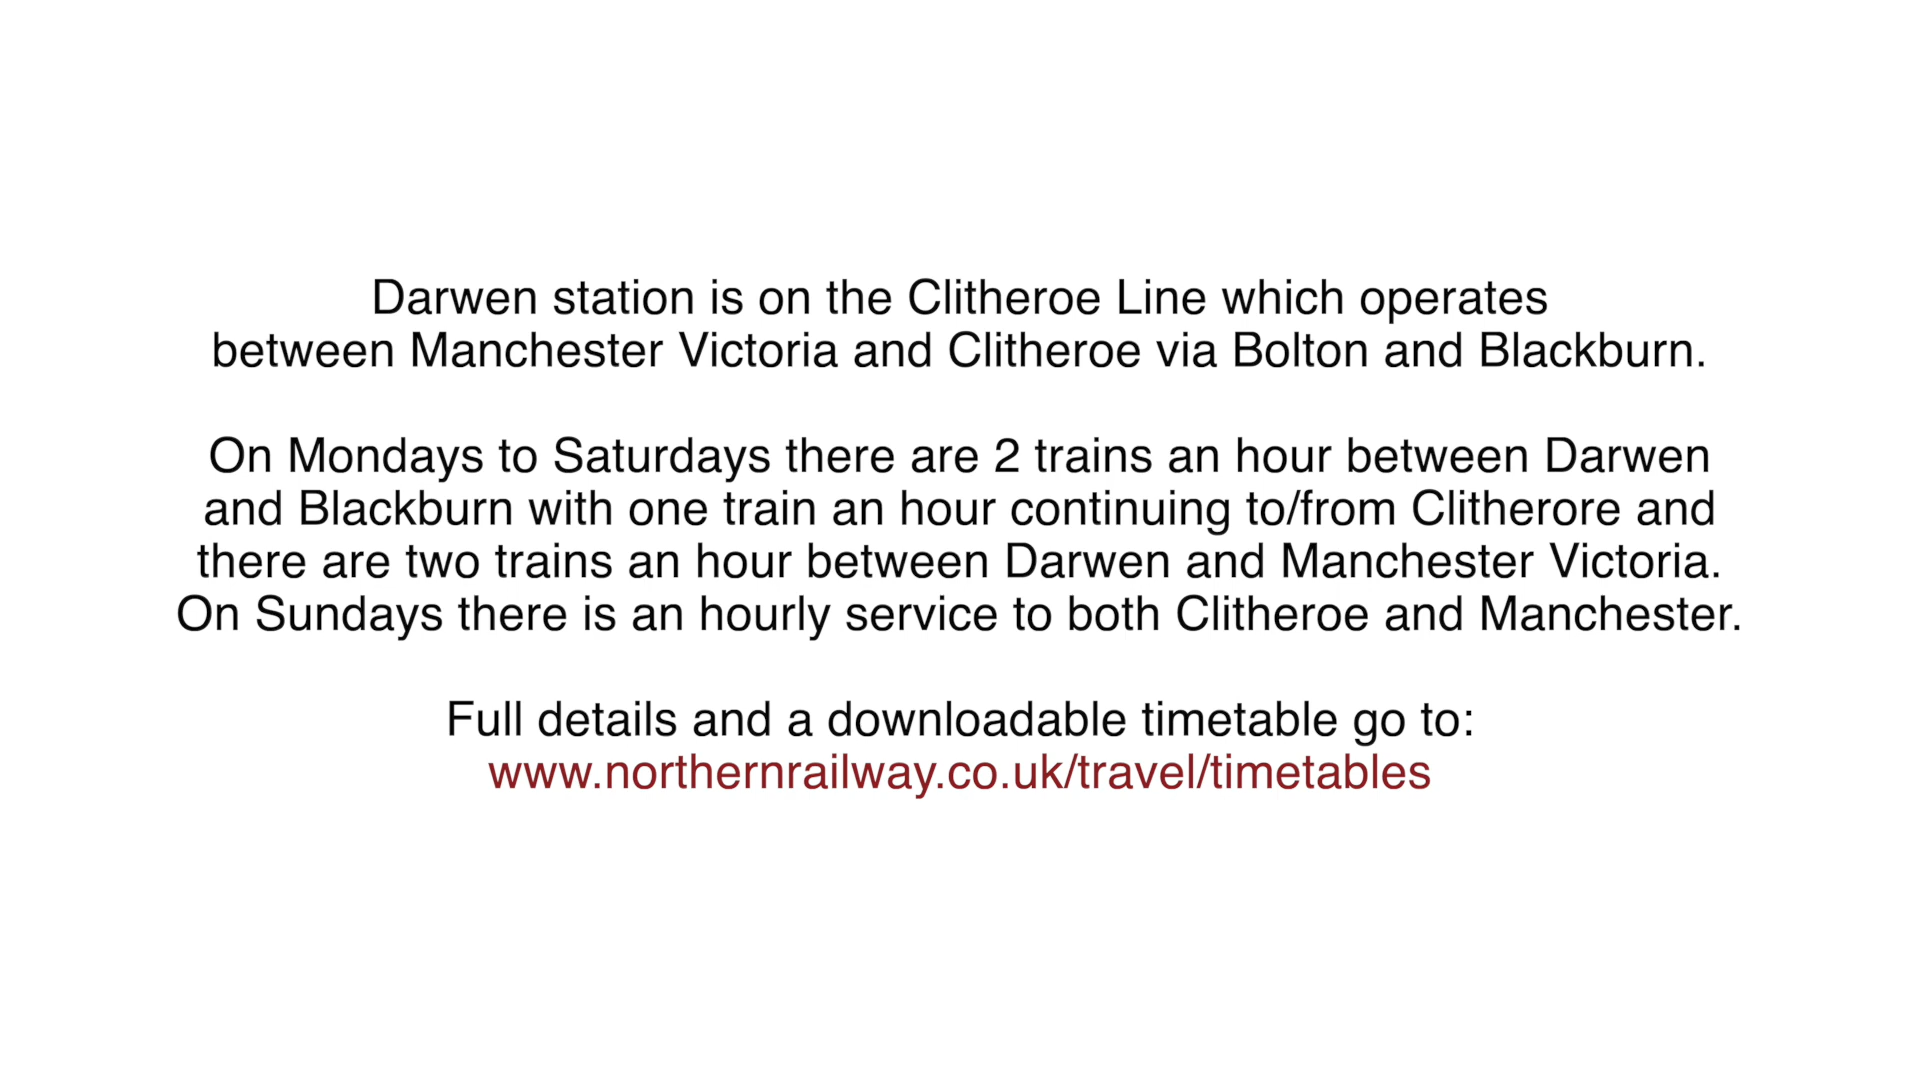 Darwen station is on the Clitheroe Line which operates
between Manchester Victoria and Clitheroe via Bolton and Blackburn.
On Mondays to Saturdays there are 2 trains an hour between Darwen
and Blackburn with one train an hour continuing to/from Clitherore and
there are two trains an hour between Darwen and Manchester Victoria.
On Sundays there is an hourly service to both Clitheroe and Manchester.
Full details and a downloadable timetable go to:
www.northernrailway.co.uk/travel/timetables